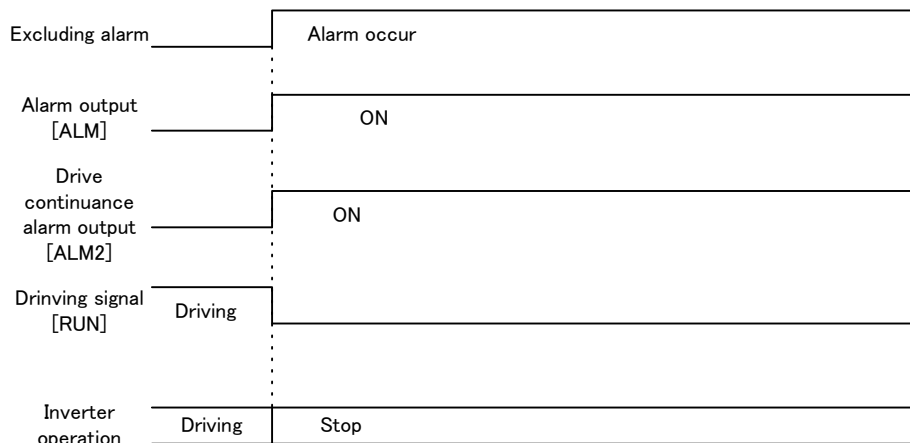 Excluding alarm
Alarm occur
Alarm output
[ALM]
ON
Drive
continuance
alarm output
[ALM2]
ON
Drinving signal
[RUN]
Driving
Inverter
operation
Driving
Stop